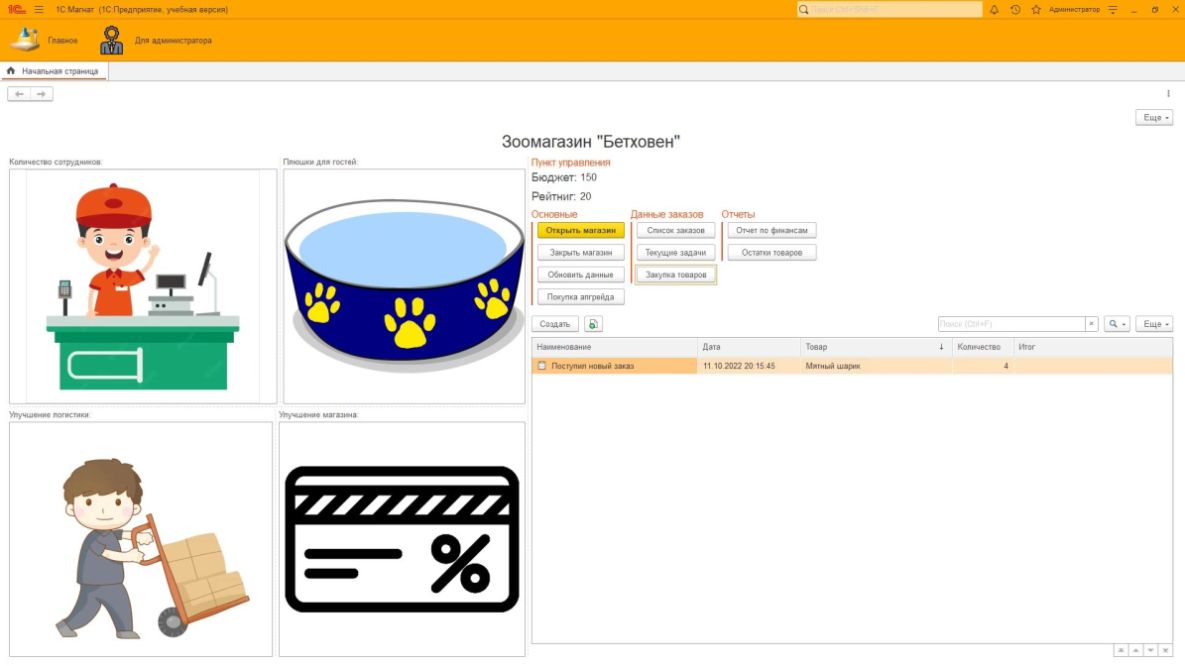 1С:Магнат (1С:Предприятие, учебная версия)
Поиск Ctrl+Shift+F
Администратор
Главное
Для администратора
Начальная страница
Еще
Зоомагазин "Бетховен"
Количество сотрудников:
Плюшки для гостей:
Пункт управления
Бюджет: 150
Рейтниг: 20
Основные
Данные заказов
Отчеты
Открыть магазин
Список заказов
Отчет по финансам
Закрыть магазин
Текущие задачи
Остатки товаров
Обновить данные
Закупка товаров
Покупка апгрейда
Создать
Поиск (Ctrl+F)
Еще
Наименование
Дата
Товар
Количество
Итог
Поступил новый заказ
11.10.2022 20:15:45
Мятный шарик
4
Улучшение логистики:
Улучшение магазина:
%